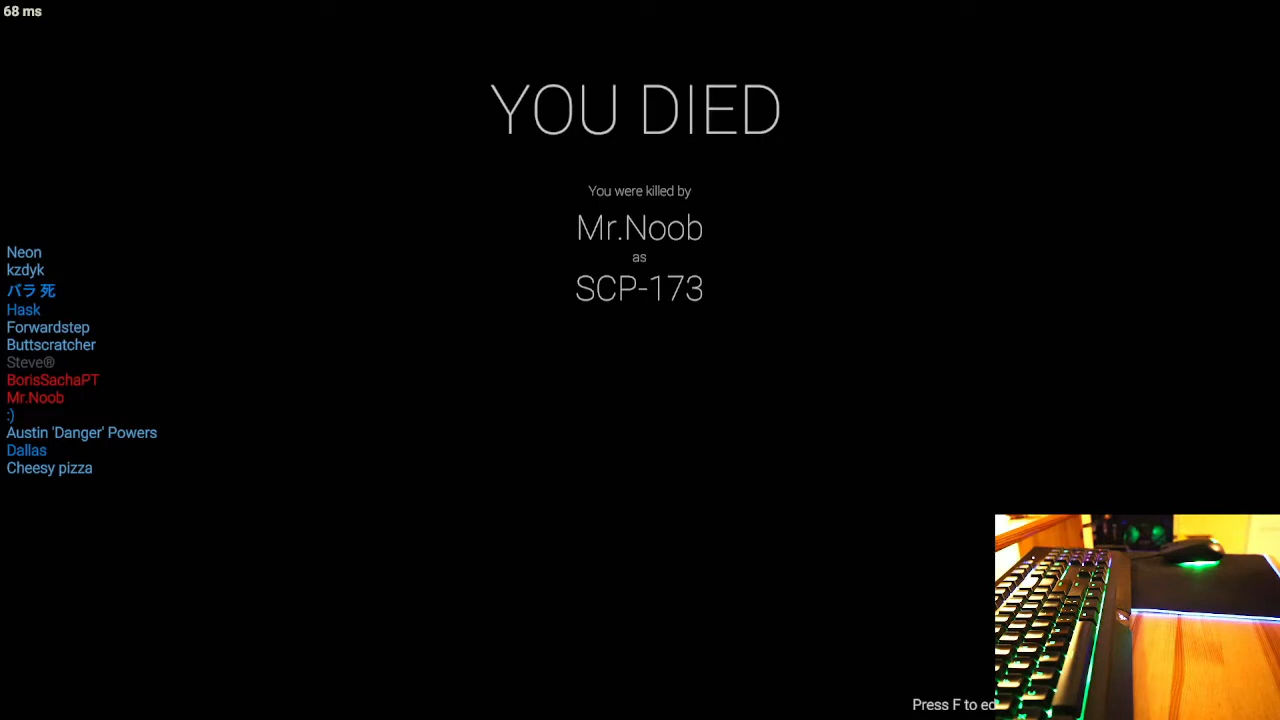 68 ms
YOU DIED
You were killed by
Mr.Noob
as
SCP-173
Neon
kzdyk
バラ 死
Hask
Forwardstep
Buttscratcher
Steve®
BorisSachaPT
Mr.Noob
:)
Austin 'Danger' Powers
Dallas
Cheesy pizza
Press F to